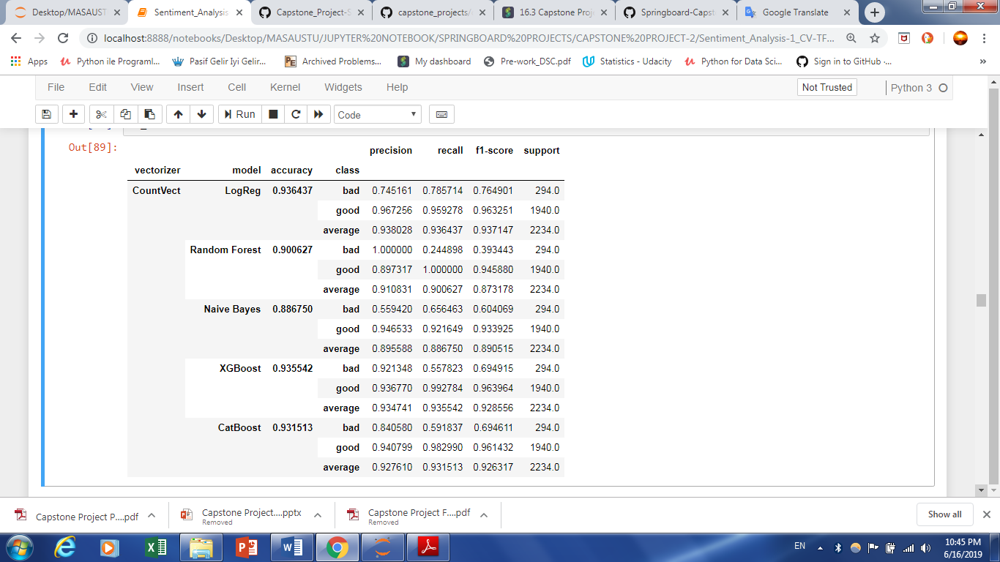 Desktop/MASAUST
Sentiment_Analysis
Capstone_Project-S
capstone_projects/
16.3 Capstone Proj
Springboard-Capst
Google Translate
localhost:8888/notebooks/Desktop/MASAUSTU/JUPYTER%20NOTEBOOK/SPRINGBOARD%20PROJECTS/CAPSTONE%20PROJECT-2/Sentiment_Analysis-1_CV-TF...
Apps Python ile Programl... Pasif Gelir Iyi Gelir... PE Archived Problems... My dashboard Pre-work_DSC.pdf Statistics - Udacity Python for Data Sci... Sign in to GitHub ·... »
File Edit View Insert Cell Kernel Widgets Help Not Trusted Python 3
Run Code
Out[89]:
precision recall f1-score support
vectorizer model accuracy class
CountVect LogReg 0.936437 bad 0.745161 0.785714 0.764901 294.0
good 0.967256 0.959278 0.963251 1940.0
average 0.938028 0.936437 0.937147 2234.0
Random Forest 0.900627 bad 1.000000 0.244898 0.393443 294.0
good 0.897317 1.000000 0.945880 1940.0
average 0.910831 0.900627 0.873178 2234.0
Naive Bayes 0.886750 bad 0.559420 0.656463 0.604069 294.0
good 0.946533 0.921649 0.933925 1940.0
average 0.895588 0.886750 0.890515 2234.0
XGBoost 0.935542 bad 0.921348 0.557823 0.694915 294.0
good 0.936770 0.992784 0.963964 1940.0
average 0.934741 0.935542 0.928556 2234.0
CatBoost 0.931513 bad 0.840580 0.591837 0.694611 294.0
good 0.940799 0.982990 0.961432 1940.0
average 0.927610 0.931513 0.926317 2234.0
Capstone Project P....pdf
Capstone Project....pptx
Removed
Capstone Project F....pdf
Removed
Show all
EN
10:45 PM
6/16/2019